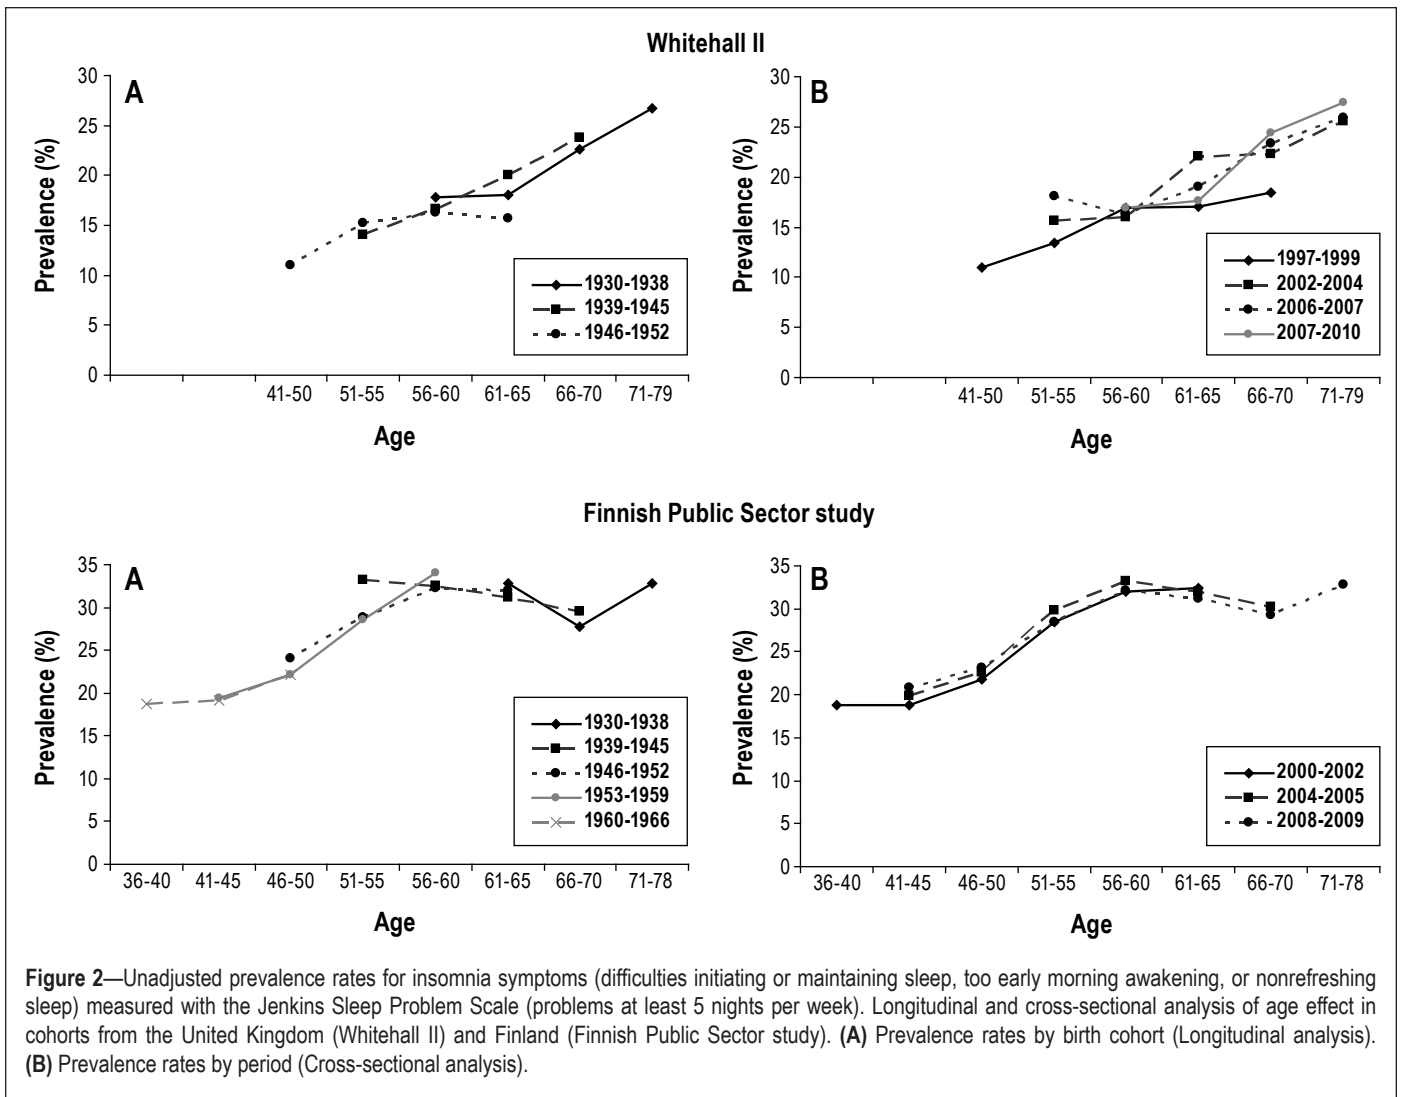 Whitehall II
A
Prevalence (%)
30
25
20
15
10
5
0
41-50 51-55 56-60 61-65 66-70 71-79
Age
1930-1938
1939-1945
1946-1952
B
Prevalence (%)
30
25
20
15
10
5
0
41-50 51-55 56-60 61-65 66-70 71-79
Age
1997-1999
2002-2004
2006-2007
2007-2010
Finnish Public Sector study
A
Prevalence (%)
35
30
25
20
15
10
5
0
36-40 41-45 46-50 51-55 56-60 61-65 66-70 71-78
Age
1930-1938
1939-1945
1946-1952
1953-1959
1960-1966
B
Prevalence (%)
35
30
25
20
15
10
5
0
36-40 41-45 46-50 51-55 56-60 61-65 66-70 71-78
Age
2000-2002
2004-2005
2008-2009
Figure 2—Unadjusted prevalence rates for insomnia symptoms (difficulties initiating or maintaining sleep, too early morning awakening, or nonrefreshing
sleep) measured with the Jenkins Sleep Problem Scale (problems at least 5 nights per week). Longitudinal and cross-sectional analysis of age effect in
cohorts from the United Kingdom (Whitehall II) and Finland (Finnish Public Sector study). (A) Prevalence rates by birth cohort (Longitudinal analysis).
(B) Prevalence rates by period (Cross-sectional analysis).